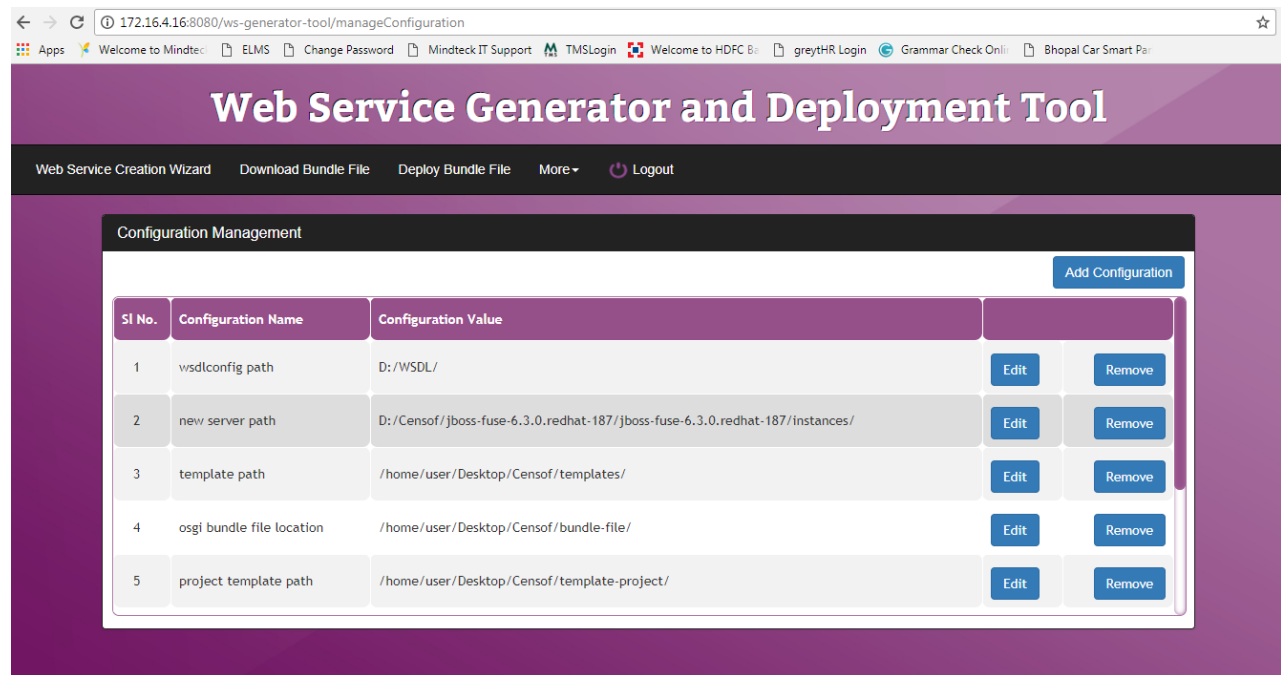 172.16.4.16:8080/ws-generator-tool/manageConfiguration
Apps Welcome to Mindtec ELMS Change Password Mindteck IT Support TMSLogin Welcome to HDFC Ba greytHR Login Grammar Check Onlin Bhopal Car Smart Par
Web Service Generator and Deployment Tool
Web Service Creation Wizard Download Bundle File Deploy Bundle File More Logout
Configuration Management
Add Configuration
Sl No. Configuration Name Configuration Value
1 wsdlconfig path D:/WSDL/ Edit Remove
2 new server path D:/Censof/jboss-fuse-6.3.0.redhat-187/jboss-fuse-6.3.0.redhat-187/instances/ Edit Remove
3 template path /home/user/Desktop/Censof/templates/ Edit Remove
4 osgi bundle file location /home/user/Desktop/Censof/bundle-file/ Edit Remove
5 project template path /home/user/Desktop/Censof/template-project/ Edit Remove